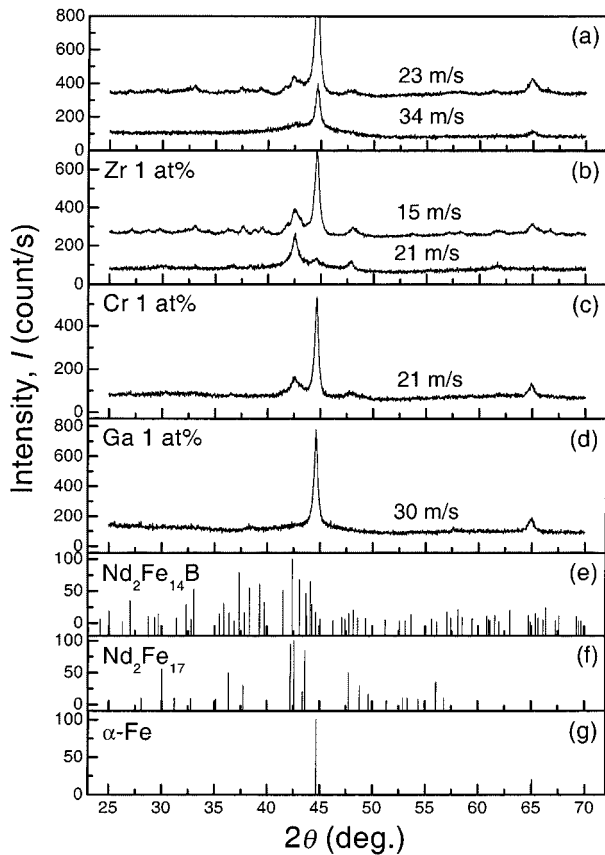 Intensity, I (count/s)
800
600
400
200
0
(a)
23 m/s
34 m/s
600
400
200
0
Zr 1 at%
(b)
15 m/s
21 m/s
400
200
0
Cr 1 at%
(c)
21 m/s
800
600
400
200
0
Ga 1 at%
(d)
30 m/s
100
50
0
Nd₂Fe₁₄B
(e)
100
50
0
Nd₂Fe₁₇
(f)
100
50
0
α-Fe
(g)
25 30 35 40 45 50 55 60 65 70
2θ (deg.)